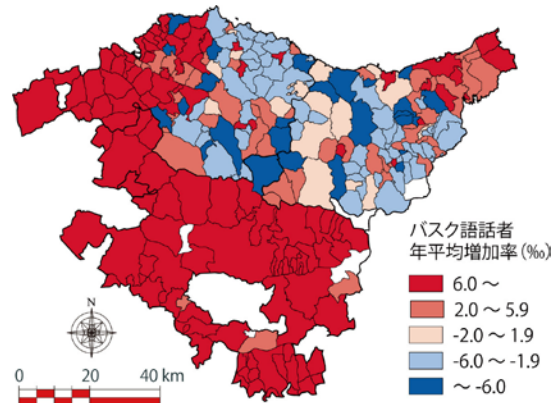 バスク語話者
年平均増加率(‰)
6.0 ~
2.0 ~ 5.9
-2.0 ~ 1.9
-6.0 ~ -1.9
~ -6.0
N
0 20 40 km